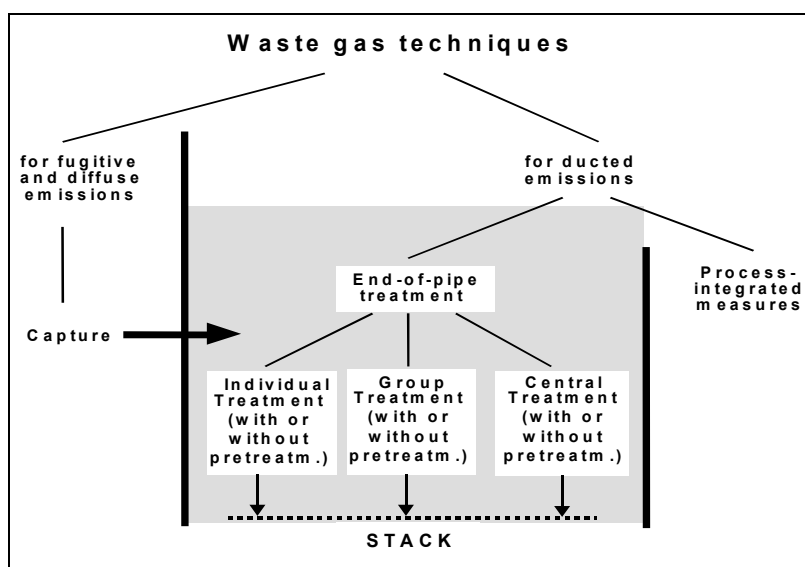 Waste gas techniques
for fugitive
and diffuse
emissions
for ducted
emissions
End-of-pipe
treatment
Process-
integrated
measures
Capture
Individual
Treatment
(with or
without
pretreatm.)
Group
Treatment
(with or
without
pretreatm.)
Central
Treatment
(with or
without
pretreatm.)
STACK